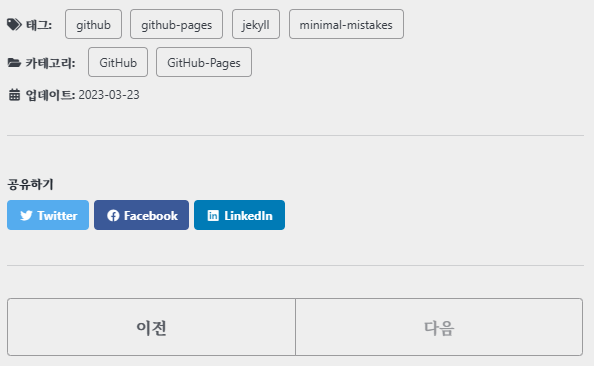 태그: github github-pages jekyll minimal-mistakes
카테고리: GitHub GitHub-Pages
업데이트: 2023-03-23
공유하기
Twitter Facebook LinkedIn
이전 다음